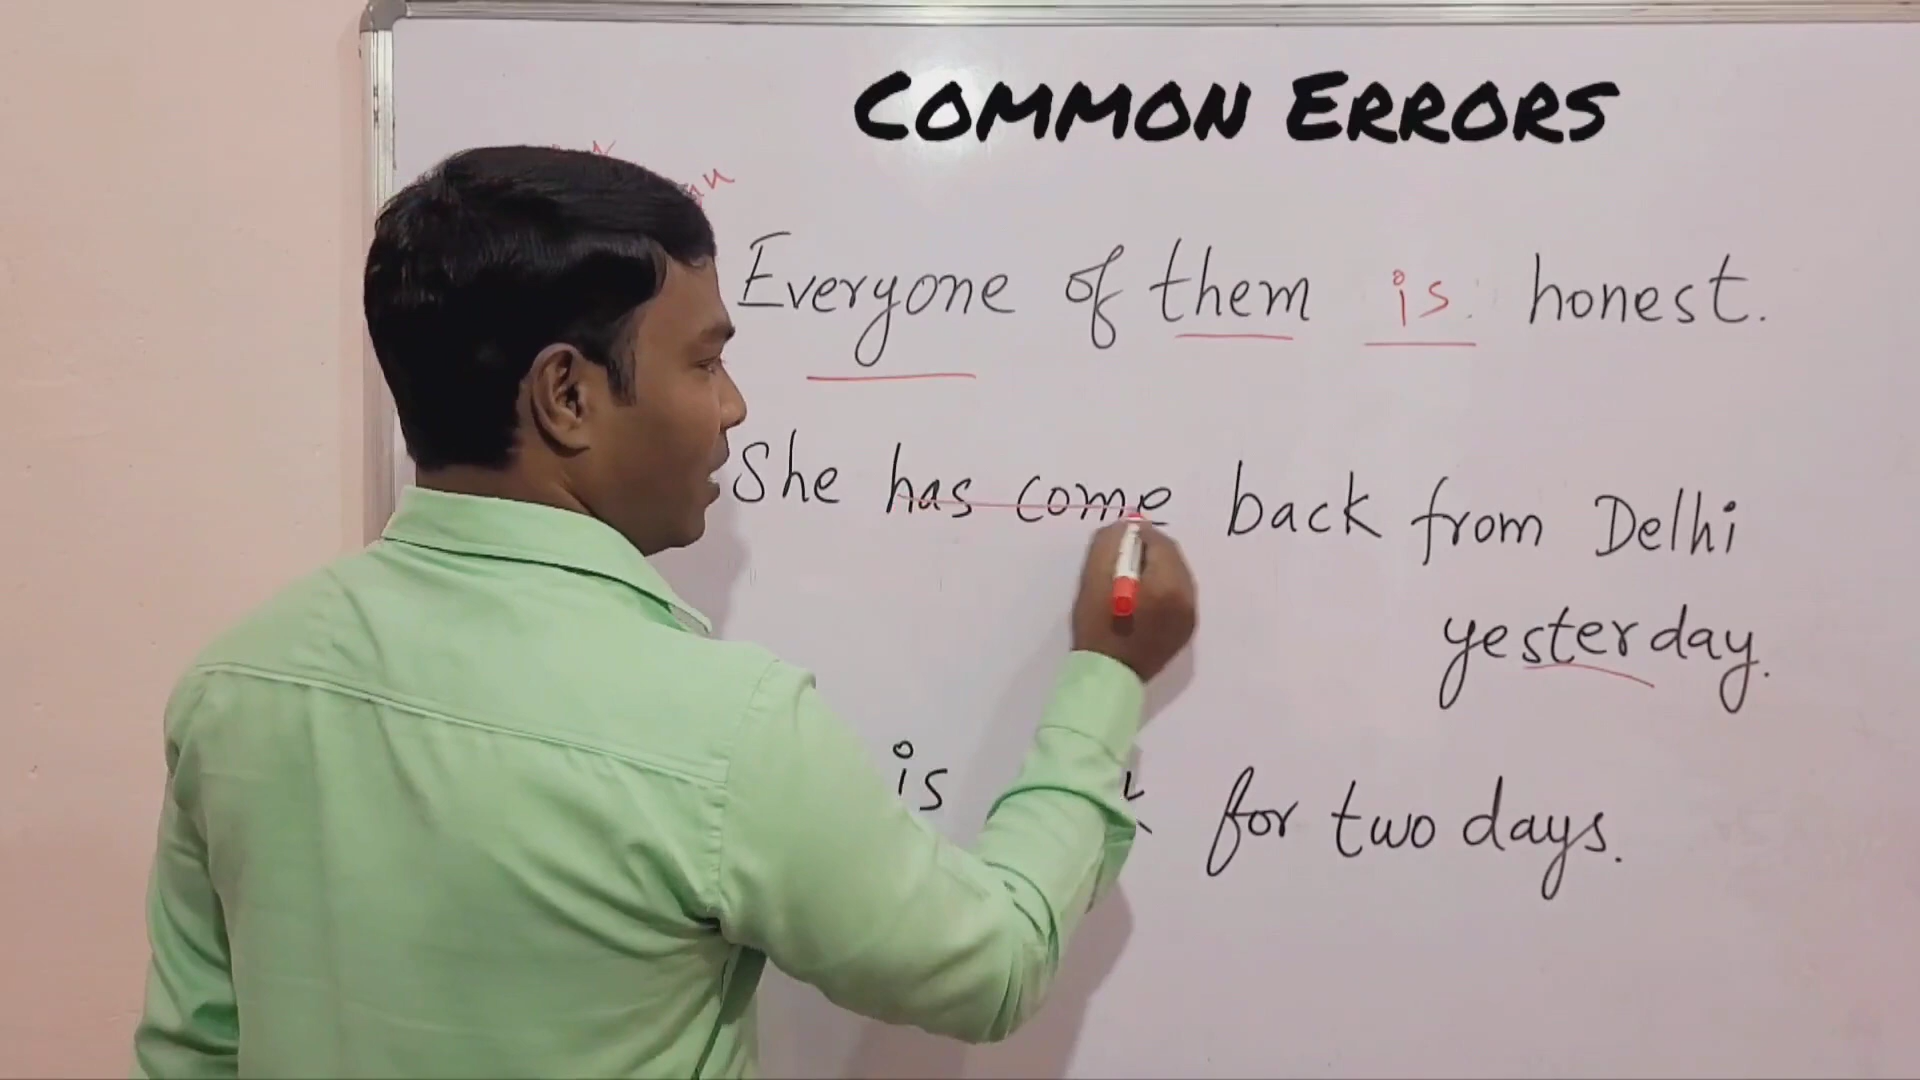 COMMON ERRORS
Everyone of them is honest.
She has come back from Delhi
yesterday.
is for two days.